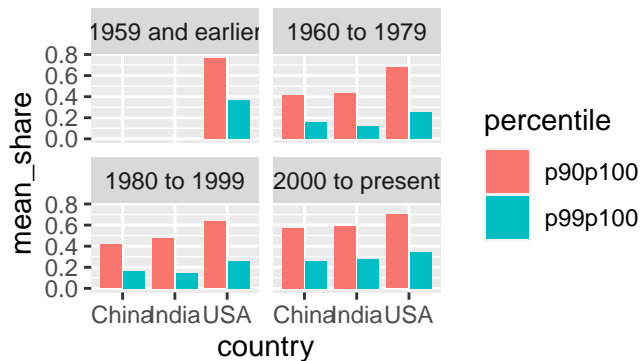 1959 and earlier
1960 to 1979
0.8
0.6
0.4
0.2
0.0
1980 to 1999
2000 to present
0.8
0.6
0.4
0.2
0.0
China India USA
China India USA
mean_share
country
percentile
p90p100
p99p100